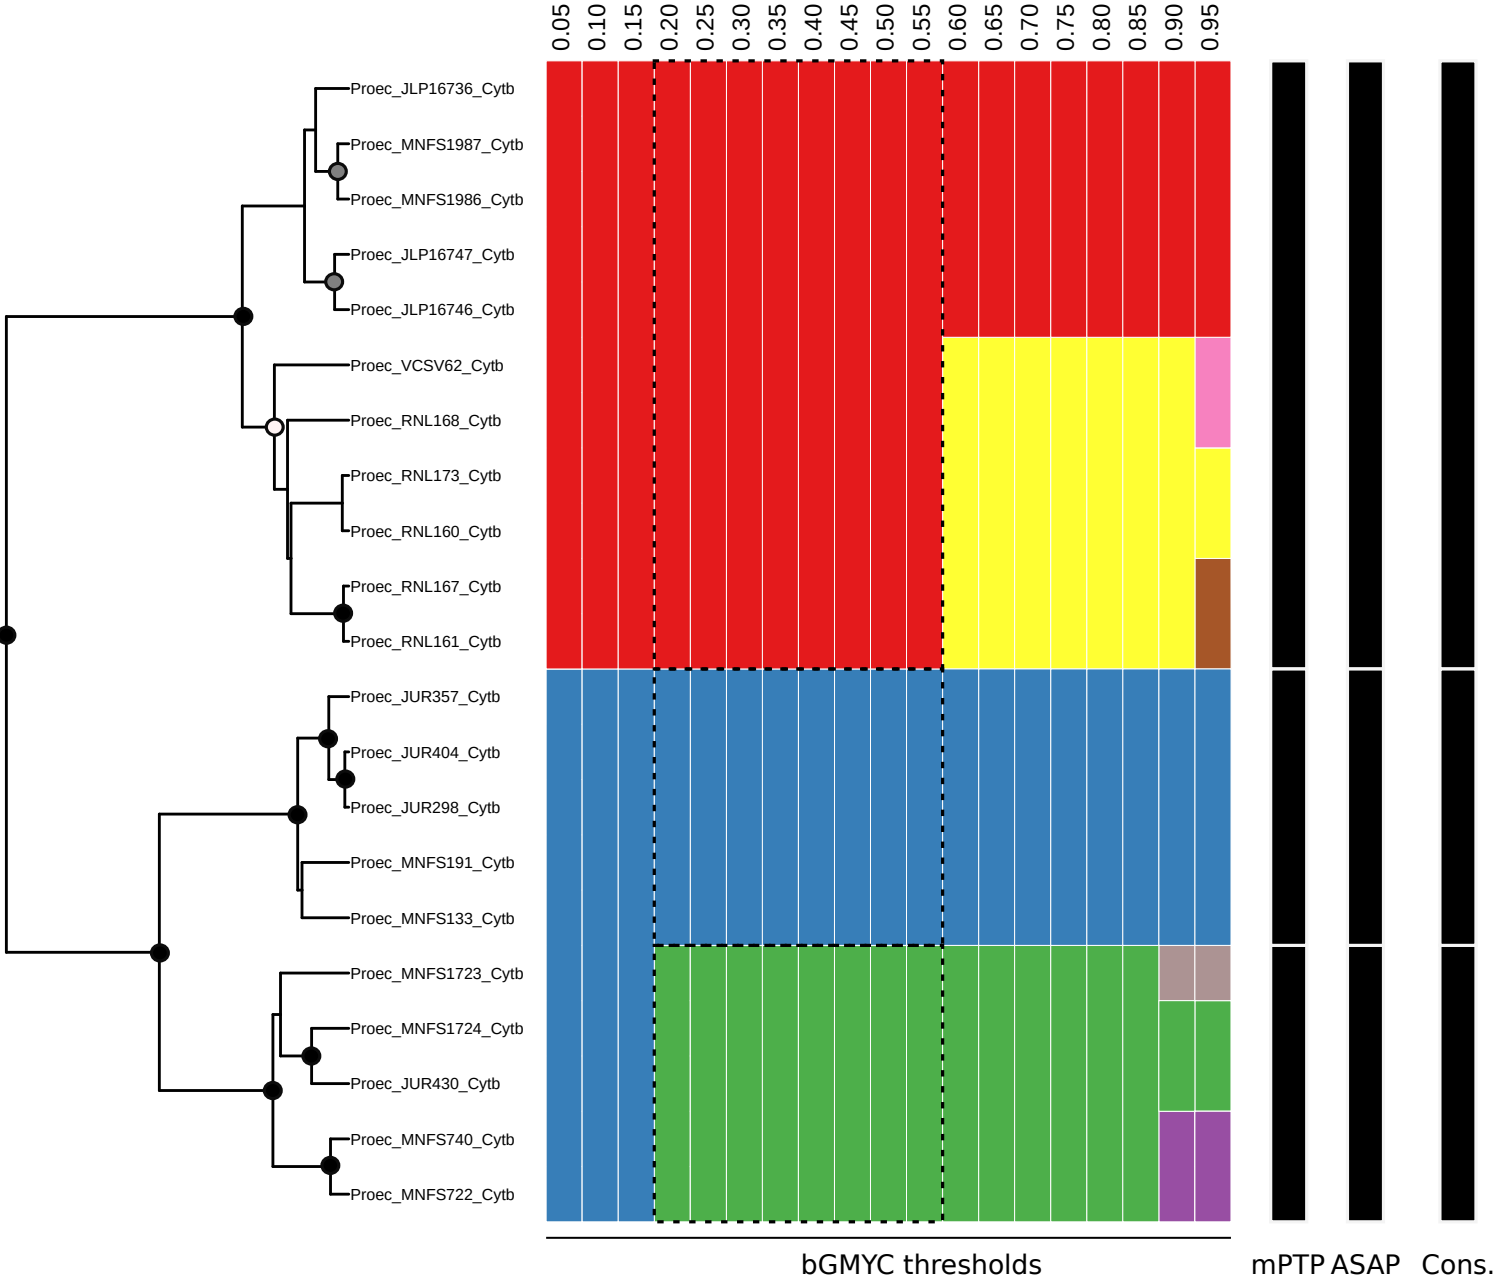 0.05 0.10 0.15 0.20 0.25 0.30 0.35 0.40 0.45 0.50 0.55 0.60 0.65 0.70 0.75 0.80 0.85 0.90 0.95
Proec_JLP16736_Cytb
Proec_MNFS1987_Cytb
Proec_MNFS1986_Cytb
Proec_JLP16747_Cytb
Proec_JLP16746_Cytb
Proec_VCSV62_Cytb
Proec_RNL168_Cytb
Proec_RNL173_Cytb
Proec_RNL160_Cytb
Proec_RNL167_Cytb
Proec_RNL161_Cytb
Proec_JUR357_Cytb
Proec_JUR404_Cytb
Proec_JUR298_Cytb
Proec_MNFS191_Cytb
Proec_MNFS133_Cytb
Proec_MNFS1723_Cytb
Proec_MNFS1724_Cytb
Proec_JUR430_Cytb
Proec_MNFS740_Cytb
Proec_MNFS722_Cytb
bGMYC thresholds mPTP ASAP Cons.